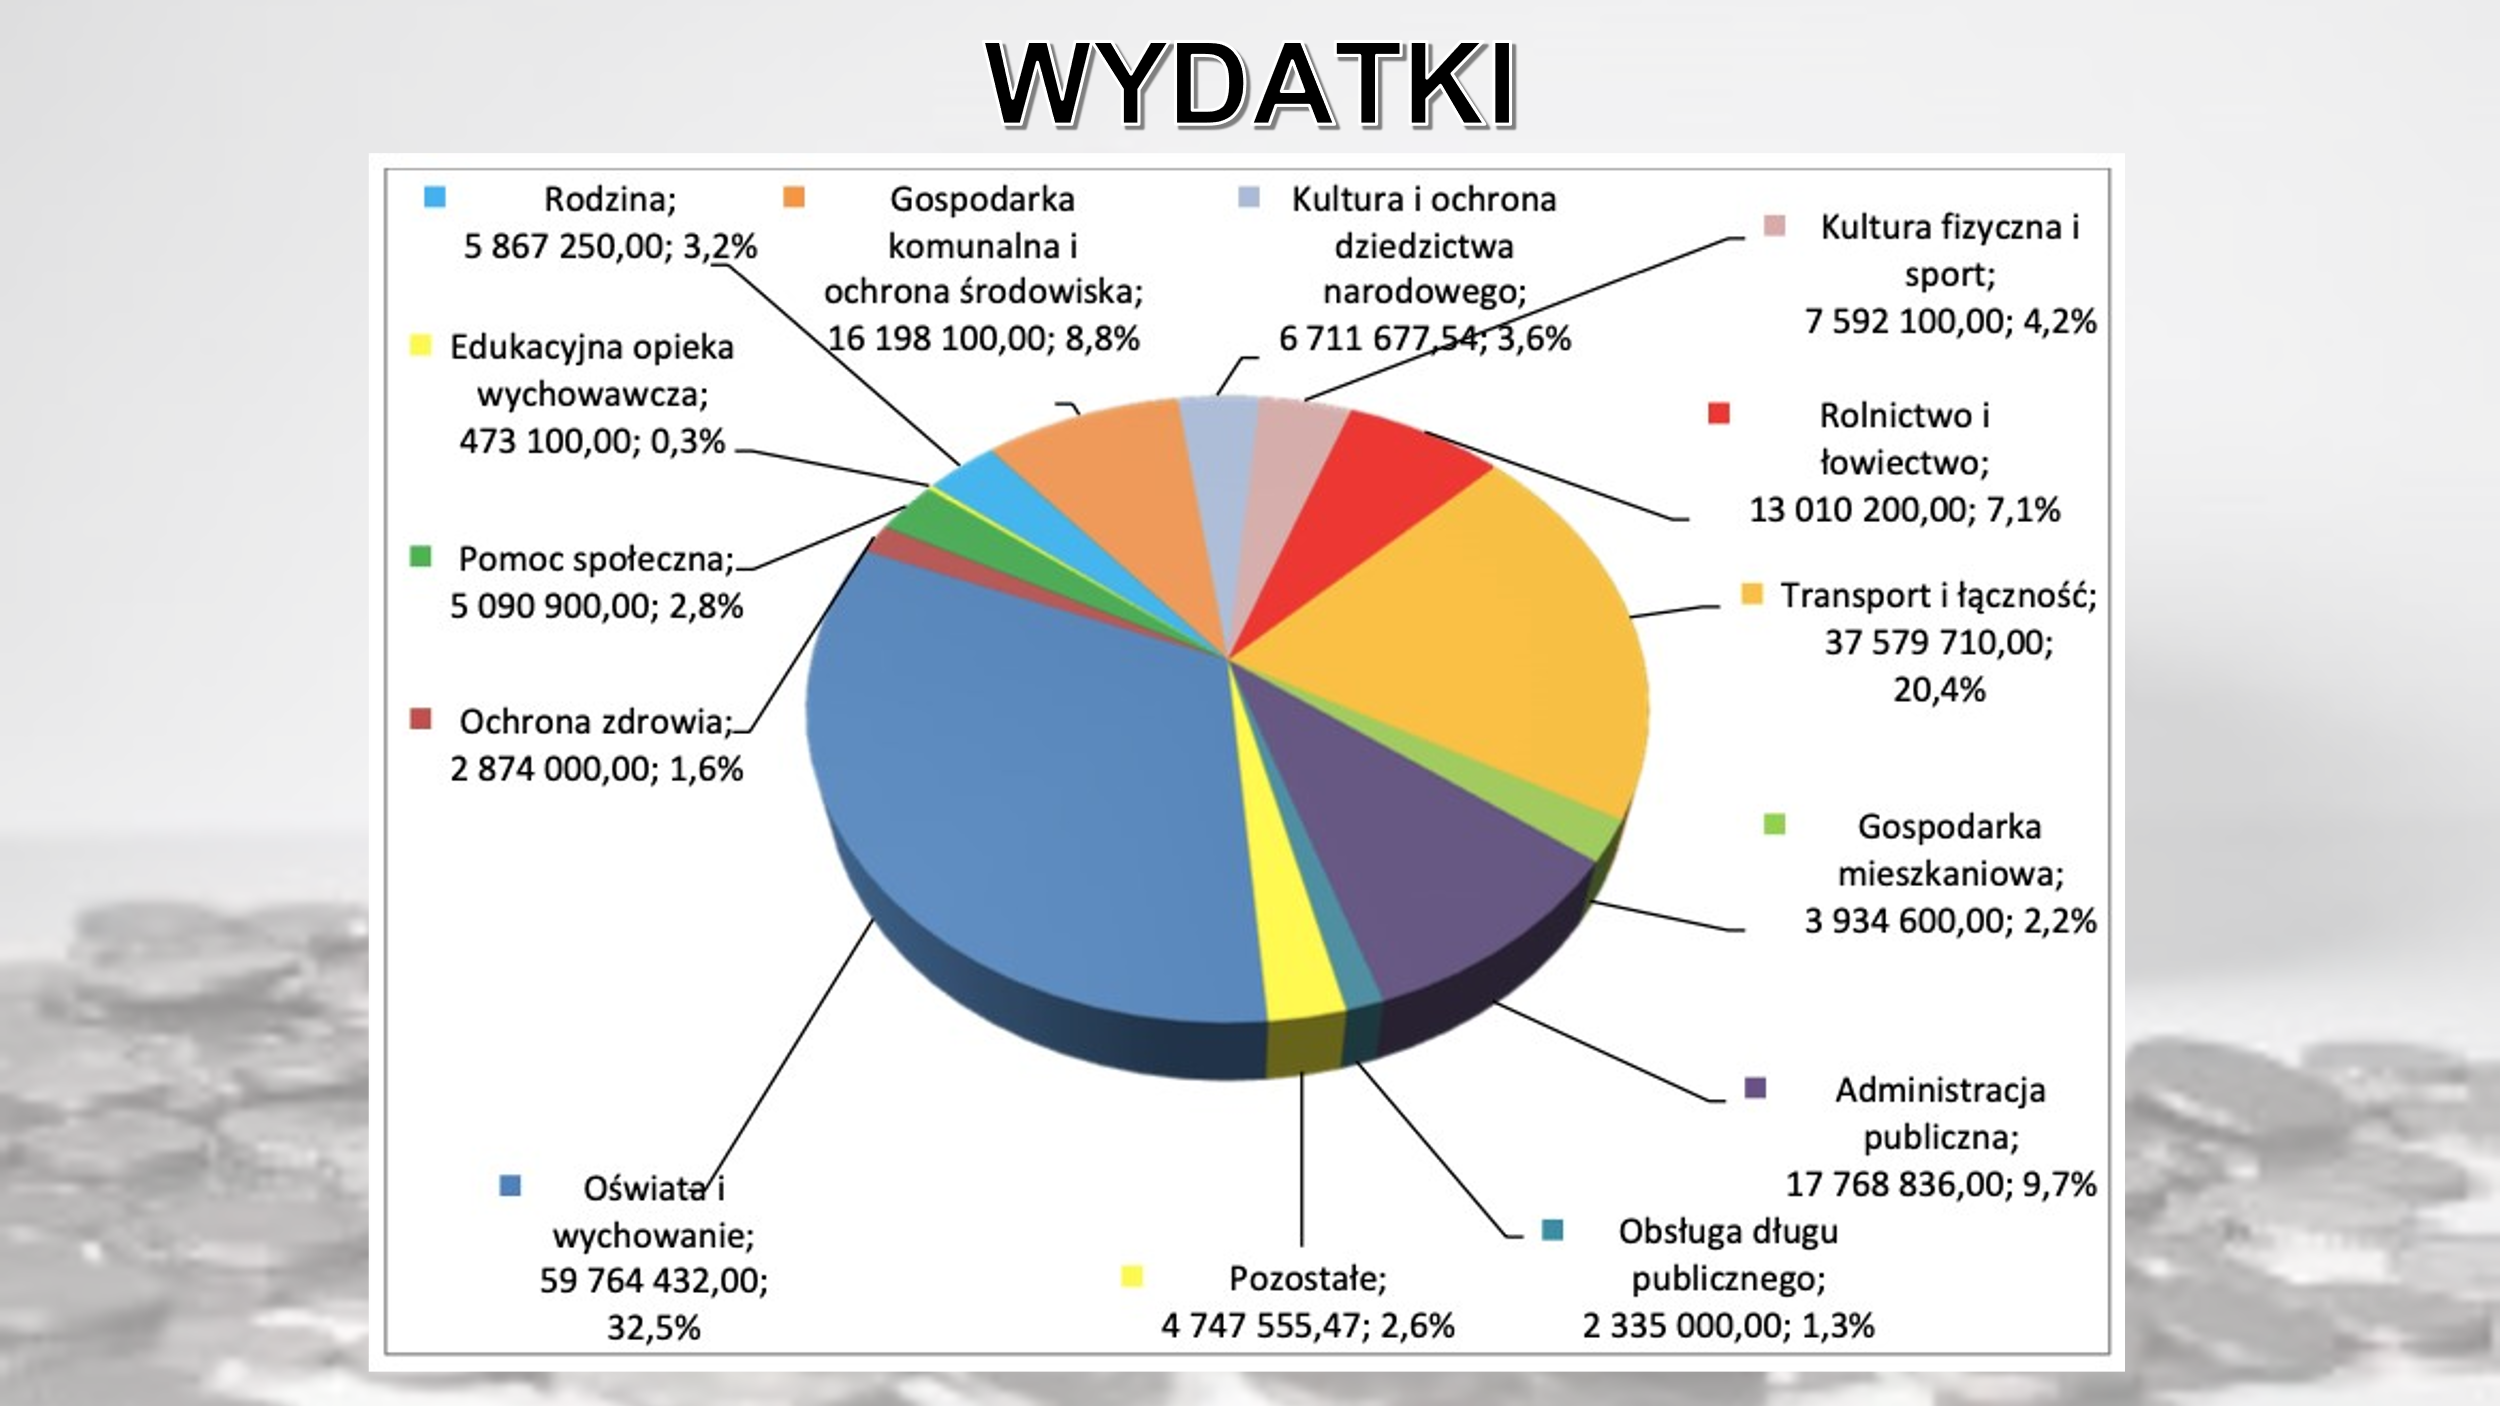 WYDATKI
Rodzina;
5 867 250,00; 3,2%
Gospodarka
komunalna i
ochrona środowiska;
16 198 100,00; 8,8%
Kultura i ochrona
dziedzictwa
narodowego;
6 711 677,54; 3,6%
Kultura fizyczna i
sport;
7 592 100,00; 4,2%
Edukacyjna opieka
wychowawcza;
473 100,00; 0,3%
Rolnictwo i
łowiectwo;
13 010 200,00; 7,1%
Pomoc społeczna;
5 090 900,00; 2,8%
Transport i łączność;
37 579 710,00;
20,4%
Ochrona zdrowia;
2 874 000,00; 1,6%
Gospodarka
mieszkaniowa;
3 934 600,00; 2,2%
Administracja
publiczna;
17 768 836,00; 9,7%
Oświata i
wychowanie;
59 764 432,00;
32,5%
Pozostałe;
4 747 555,47; 2,6%
Obsługa długu
publicznego;
2 335 000,00; 1,3%